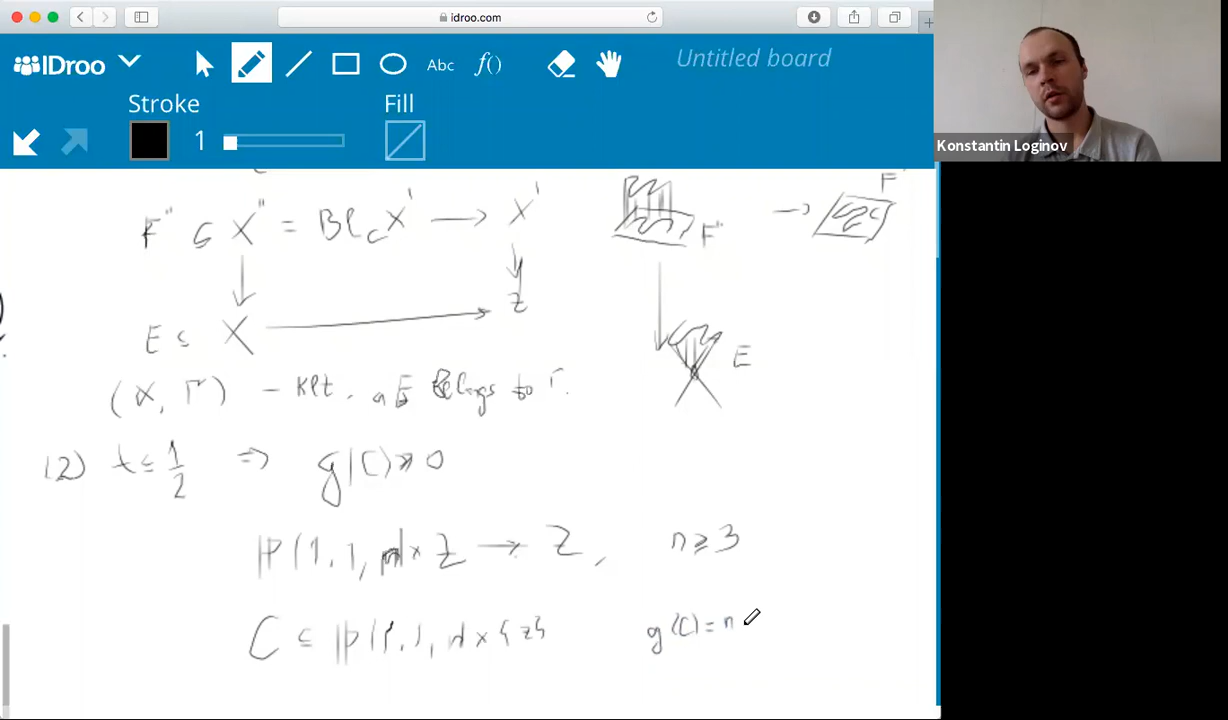 idroo.com
IDroo
Abc
f()
Untitled board
Stroke
Fill
1
Konstantin Loginov
F'' ⊆ X'' = Bl_C X' → X'
F''
F'
Z
E ⊆ X
E
(X, Γ) - klt, belongs to Γ.
(2) t ≤ 1/2 ⇒ g(C) > 0
P(1,1,n) × Z → Z, n ≥ 3
C ⊆ P(1,1,n) × {z} g(C) = n